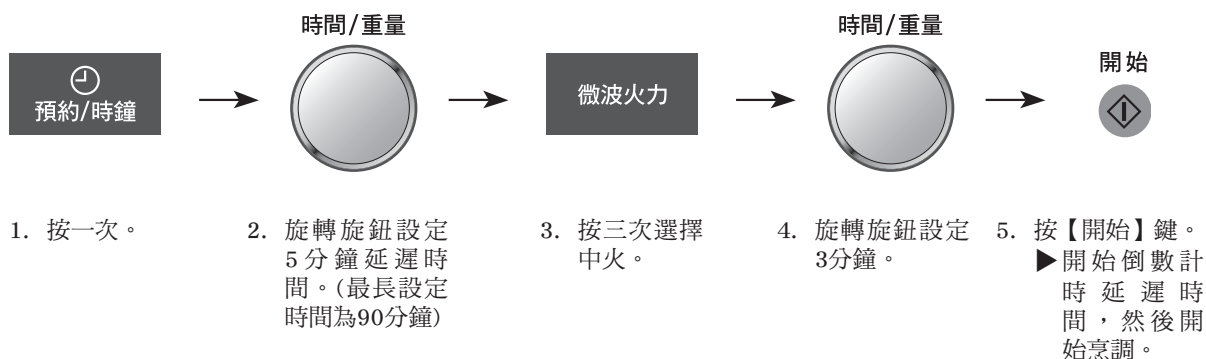 時間/重量
時間/重量
開始
預約/時鐘
微波火力
1. 按一次。
2. 旋轉旋鈕設定
5分鐘延遲時
間。(最長設定
時間為90分鐘)
3. 按三次選擇
中火。
4. 旋轉旋鈕設定
3分鐘。
5. 按【開始】鍵。
▶開始倒數計
時延遲時
間，然後開
始烹調。